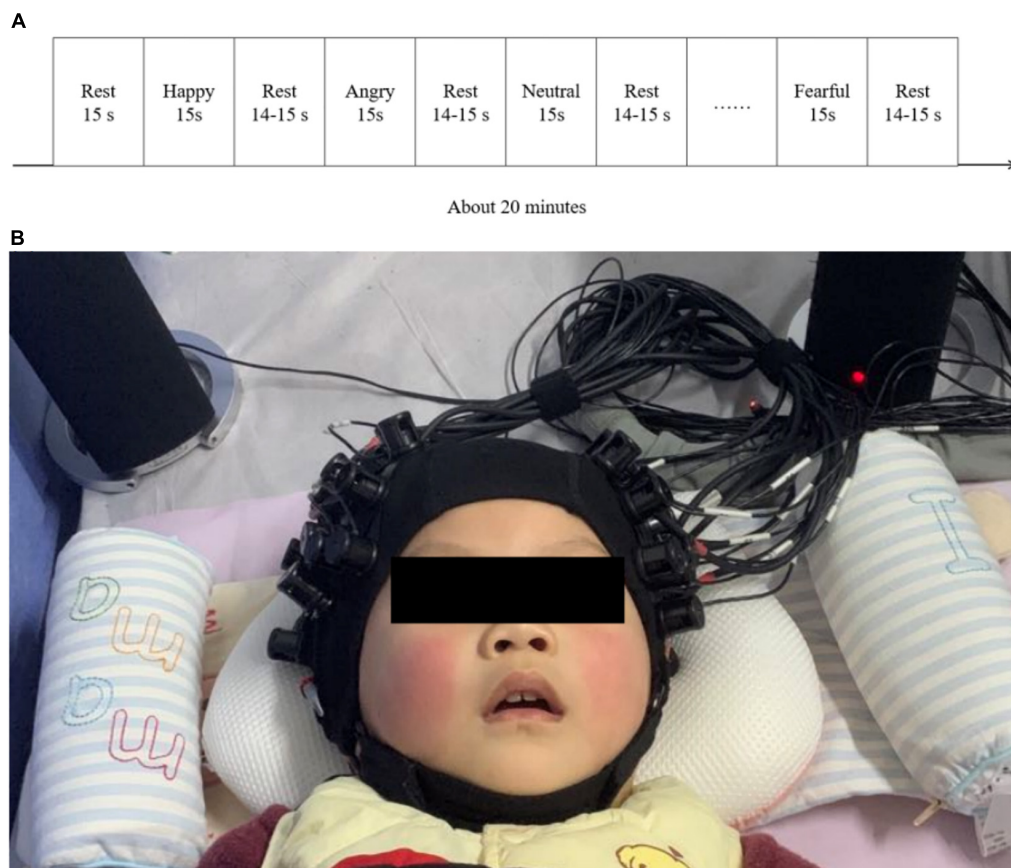 A
Rest
15 s
Happy
15s
Rest
14-15 s
Angry
15s
Rest
14-15 s
Neutral
15s
Rest
14-15 s
……
Fearful
15s
Rest
14-15 s
About 20 minutes
B
I